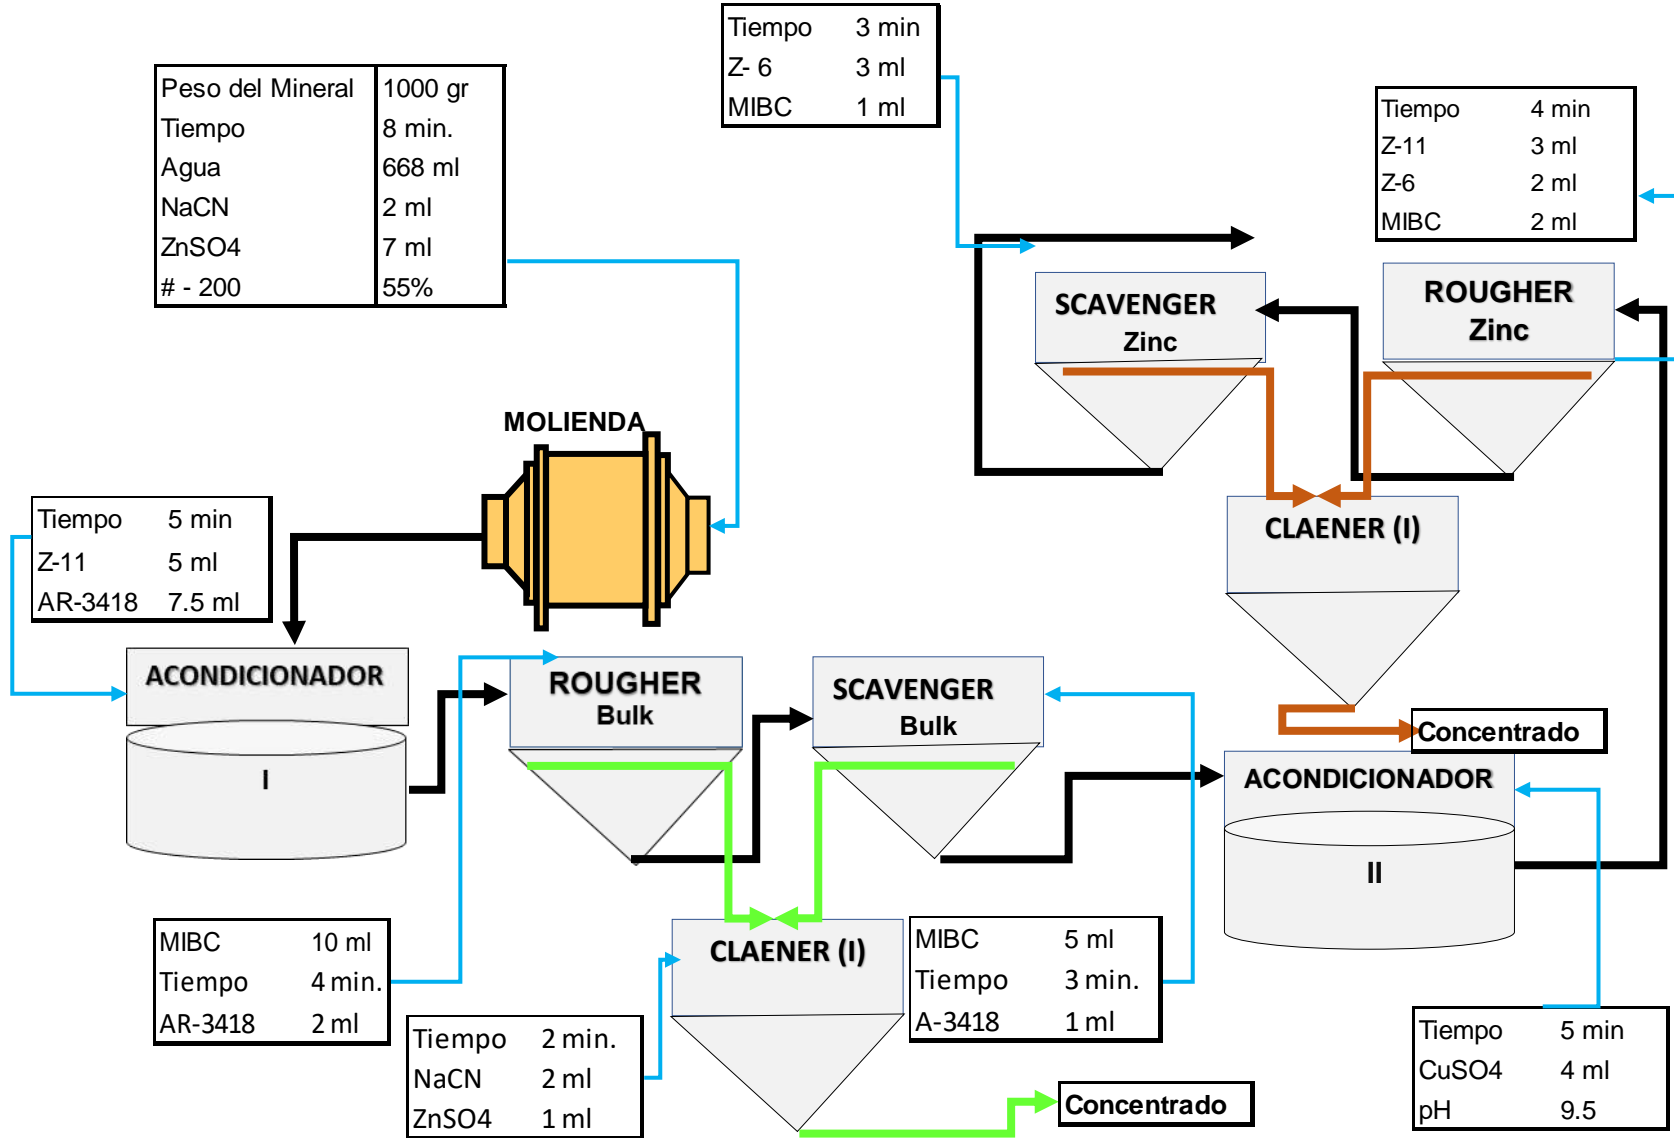 Tiempo 3 min
Z- 6 3 ml
MIBC 1 ml
Peso del Mineral 1000 gr
Tiempo 8 min.
Agua 668 ml
NaCN 2 ml
ZnSO4 7 ml
# - 200 55%
Tiempo 4 min
Z-11 3 ml
Z-6 2 ml
MIBC 2 ml
SCAVENGER
Zinc
ROUGHER
Zinc
MOLIENDA
Tiempo 5 min
Z-11 5 ml
AR-3418 7.5 ml
CLAENER (I)
ACONDICIONADOR
I
ROUGHER
Bulk
SCAVENGER
Bulk
Concentrado
ACONDICIONADOR
II
MIBC 10 ml
Tiempo 4 min.
AR-3418 2 ml
CLAENER (I)
MIBC 5 ml
Tiempo 3 min.
A-3418 1 ml
Tiempo 2 min.
NaCN 2 ml
ZnSO4 1 ml
Concentrado
Tiempo 5 min
CuSO4 4 ml
pH 9.5